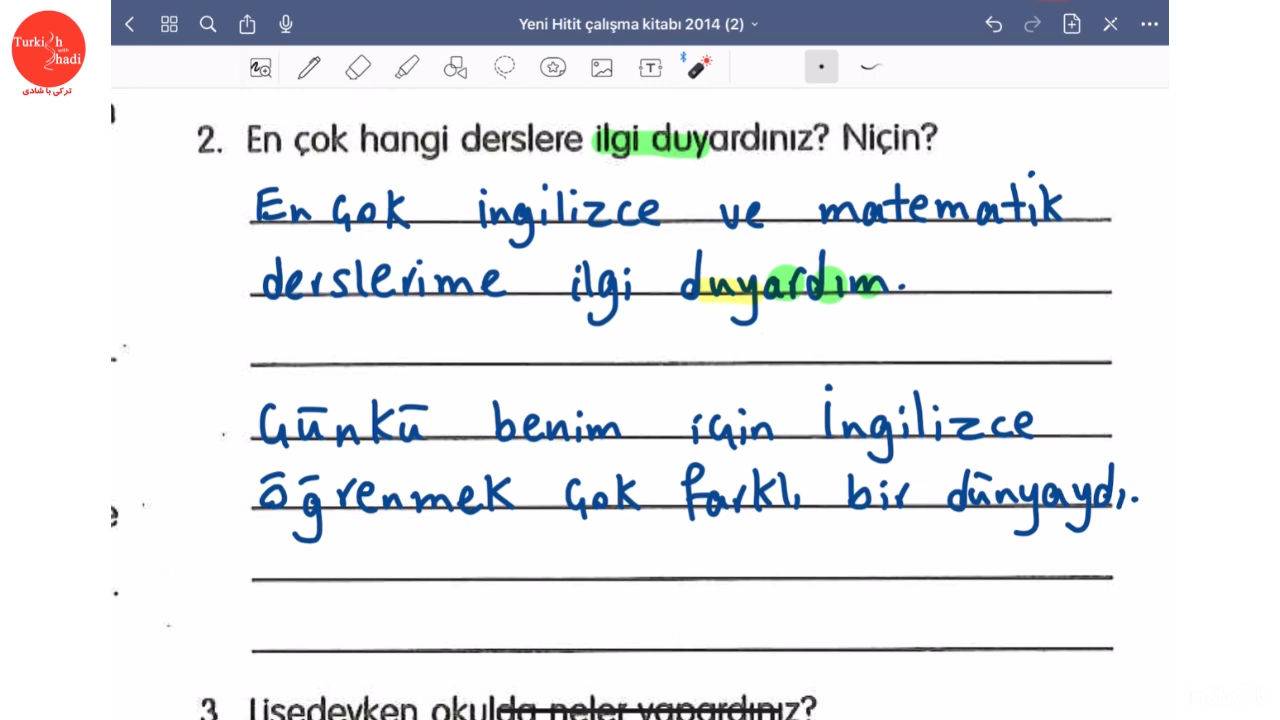 Turkish
with
Shadi
ترکی با شادی
Yeni Hitit çalışma kitabı 2014 (2)
2. En çok hangi derslere ilgi duyardınız? Niçin?
En çok ingilizce ve matematik
derslerime ilgi duyardım.
Çünkü benim için İngilizce
öğrenmek çok farklı bir dünyaydı.
3 Lisedeyken okulda neler yapardınız?